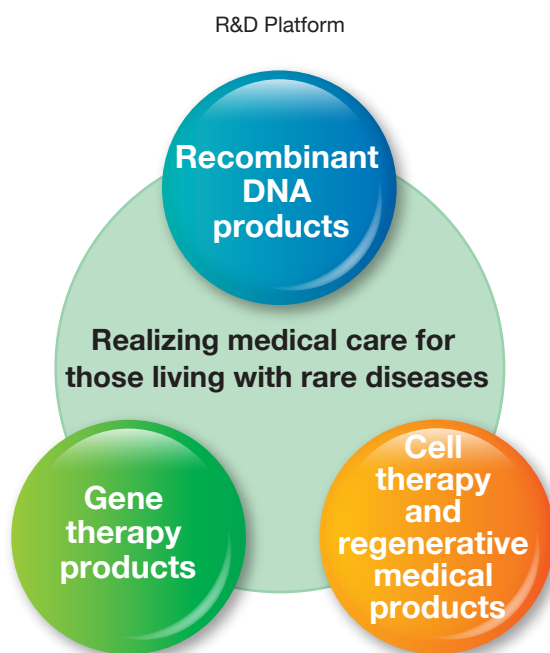 R&D Platform
Recombinant
DNA
products
Realizing medical care for
those living with rare diseases
Gene
therapy
products
Cell
therapy
and
regenerative
medical
products